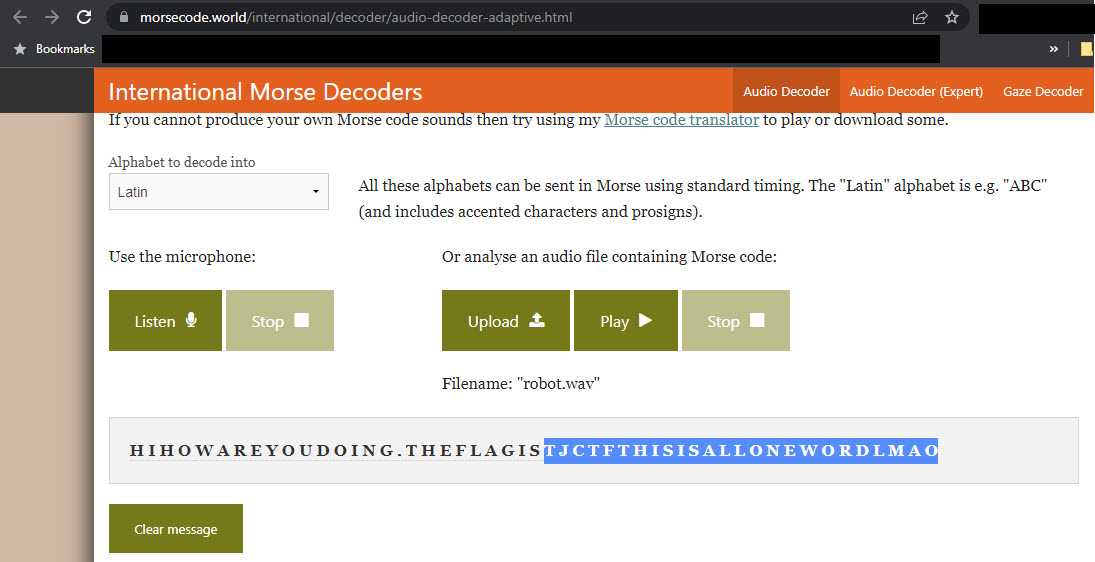 morsecode.world/international/decoder/audio-decoder-adaptive.html
Bookmarks »
International Morse Decoders Audio Decoder Audio Decoder (Expert) Gaze Decoder
If you cannot produce your own Morse code sounds then try using my Morse code translator to play or download some.
Alphabet to decode into
Latin
All these alphabets can be sent in Morse using standard timing. The "Latin" alphabet is e.g. "ABC"
(and includes accented characters and prosigns).
Use the microphone:
Or analyse an audio file containing Morse code:
Listen Stop Upload Play Stop
Filename: "robot.wav"
H I H O W A R E Y O U D O I N G . T H E F L A G I S T J C T F T H I S I S A L L O N E W O R D L M A O
Clear message